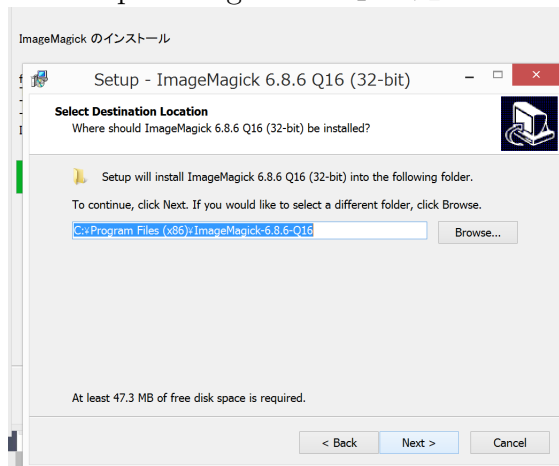 ImageMagick のインストール
Setup - ImageMagick 6.8.6 Q16 (32-bit)
Select Destination Location
Where should ImageMagick 6.8.6 Q16 (32-bit) be installed?
Setup will install ImageMagick 6.8.6 Q16 (32-bit) into the following folder.
To continue, click Next. If you would like to select a different folder, click Browse.
C:¥Program Files (x86)¥ImageMagick-6.8.6-Q16
Browse...
At least 47.3 MB of free disk space is required.
< Back
Next >
Cancel